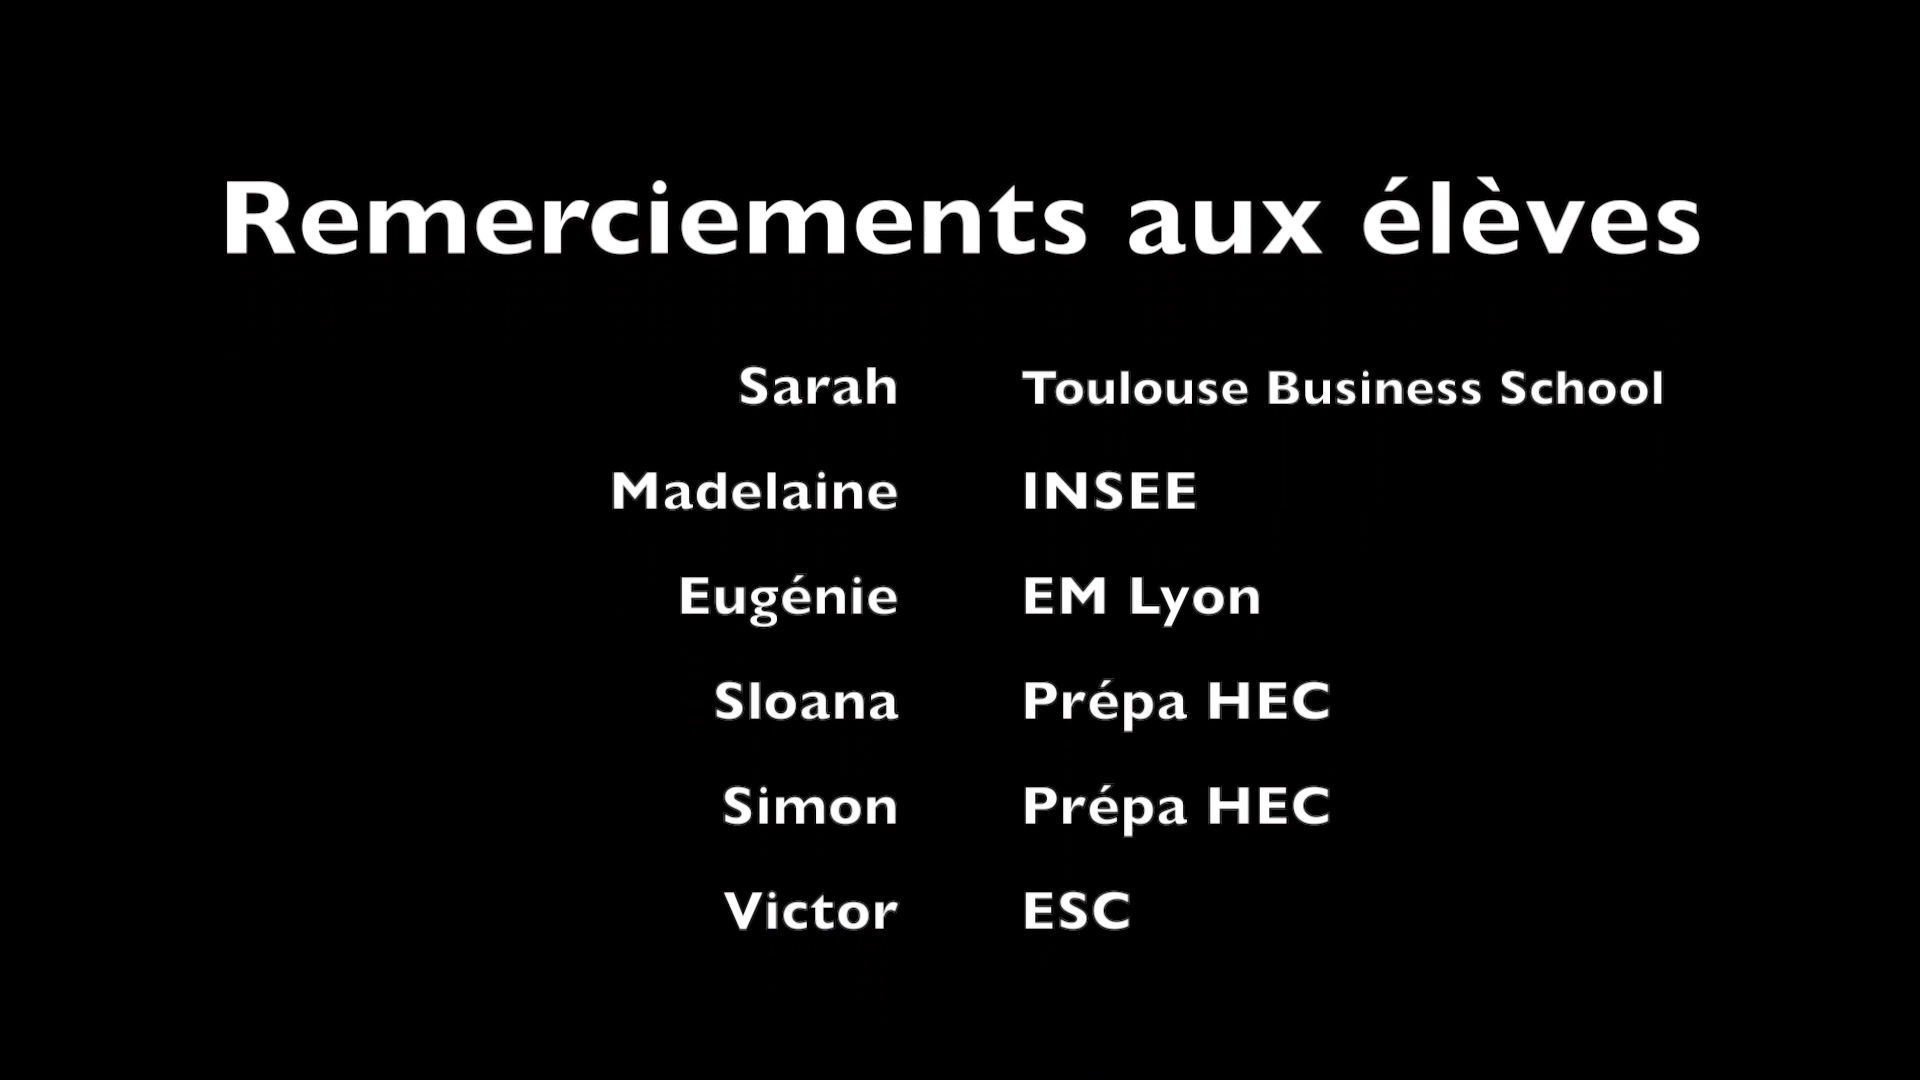 Remerciements aux élèves
Sarah Toulouse Business School
Madelaine INSEE
Eugénie EM Lyon
Sloana Prépa HEC
Simon Prépa HEC
Victor ESC